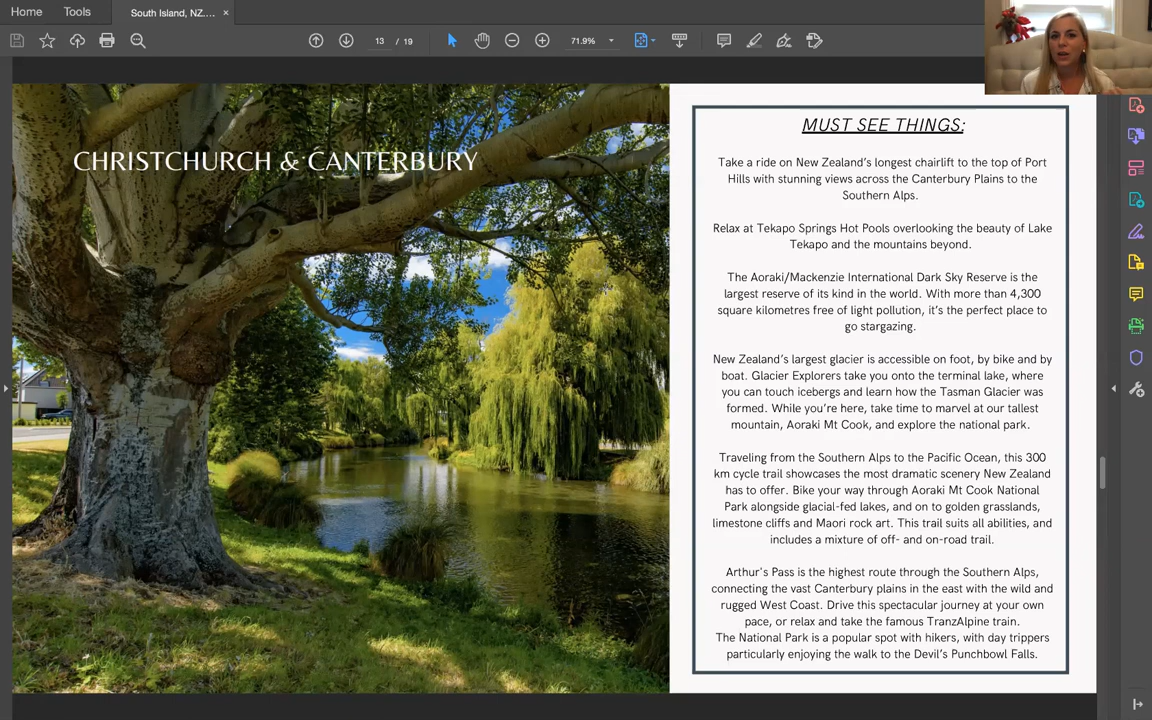 Home
Tools
South Island, NZ....
×
13 / 19
71.9%
CHRISTCHURCH & CANTERBURY
MUST SEE THINGS:
Take a ride on New Zealand's longest chairlift to the top of Port
Hills with stunning views across the Canterbury Plains to the
Southern Alps.
Relax at Tekapo Springs Hot Pools overlooking the beauty of Lake
Tekapo and the mountains beyond.
The Aoraki/Mackenzie International Dark Sky Reserve is the
largest reserve of its kind in the world. With more than 4,300
square kilometres free of light pollution, it's the perfect place to
go stargazing.
New Zealand's largest glacier is accessible on foot, by bike and by
boat. Glacier Explorers take you onto the terminal lake, where
you can touch icebergs and learn how the Tasman Glacier was
formed. While you're here, take time to marvel at our tallest
mountain, Aoraki Mt Cook, and explore the national park.
Traveling from the Southern Alps to the Pacific Ocean, this 300
km cycle trail showcases the most dramatic scenery New Zealand
has to offer. Bike your way through Aoraki Mt Cook National
Park alongside glacial-fed lakes, and on to golden grasslands,
limestone cliffs and Maori rock art. This trail suits all abilities, and
includes a mixture of off- and on-road trail.
Arthur's Pass is the highest route through the Southern Alps,
connecting the vast Canterbury plains in the east with the wild and
rugged West Coast. Drive this spectacular journey at your own
pace, or relax and take the famous TranzAlpine train.
The National Park is a popular spot with hikers, with day trippers
particularly enjoying the walk to the Devil's Punchbowl Falls.